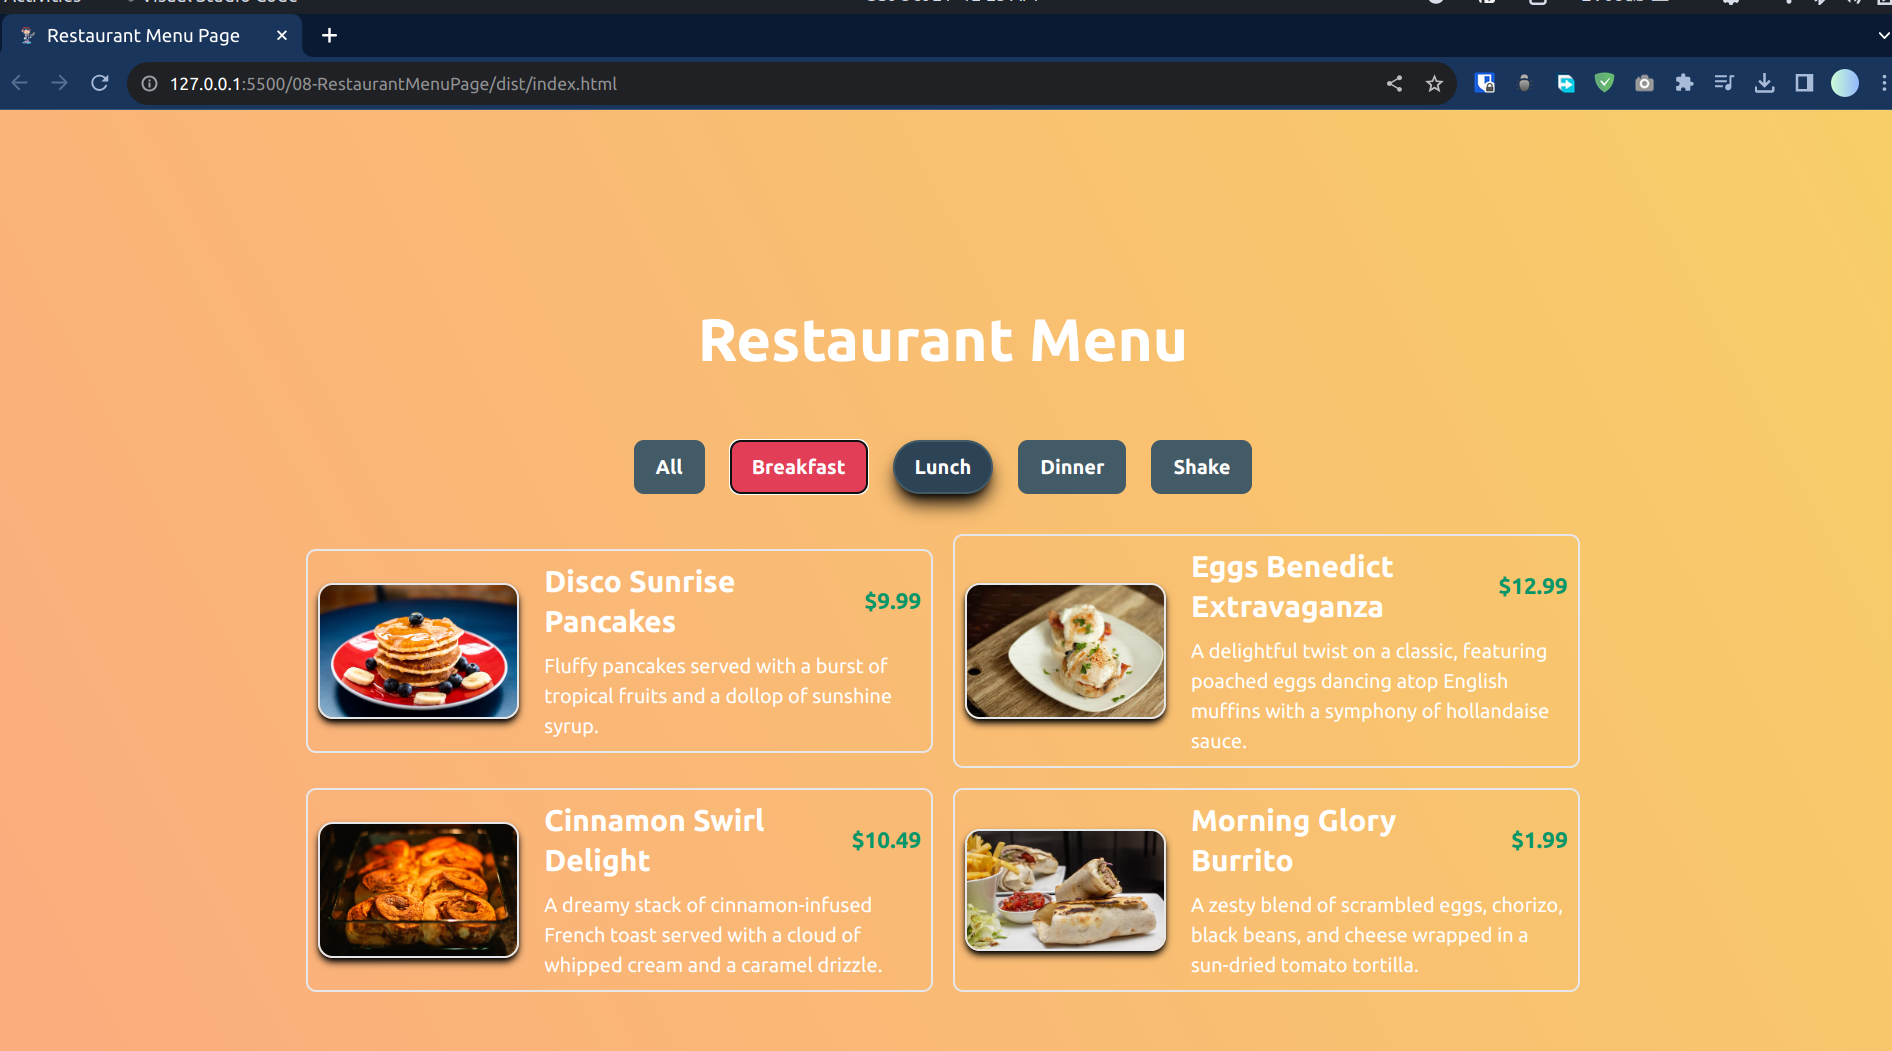 Restaurant Menu Page
127.0.0.1:5500/08-RestaurantMenuPage/dist/index.html
Restaurant Menu
All
Breakfast
Lunch
Dinner
Shake
Disco Sunrise
Pancakes
$9.99
Fluffy pancakes served with a burst of
tropical fruits and a dollop of sunshine
syrup.
Eggs Benedict
Extravaganza
$12.99
A delightful twist on a classic, featuring
poached eggs dancing atop English
muffins with a symphony of hollandaise
sauce.
Cinnamon Swirl
Delight
$10.49
A dreamy stack of cinnamon-infused
French toast served with a cloud of
whipped cream and a caramel drizzle.
Morning Glory
Burrito
$1.99
A zesty blend of scrambled eggs, chorizo,
black beans, and cheese wrapped in a
sun-dried tomato tortilla.